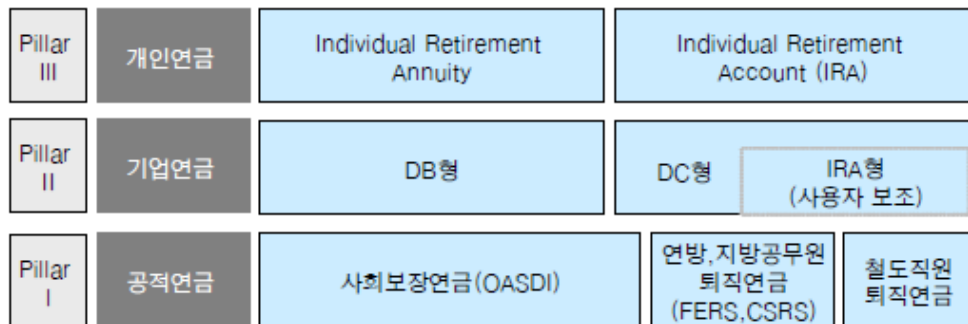 Pillar
III
개인연금
Individual Retirement
Annuity
Individual Retirement
Account (IRA)
Pillar
II
기업연금
DB형
DC형
IRA형
(사용자 보조)
Pillar
I
공적연금
사회보장연금(OASDI)
연방,지방공무원
퇴직연금
(FERS,CSRS)
철도직원
퇴직연금